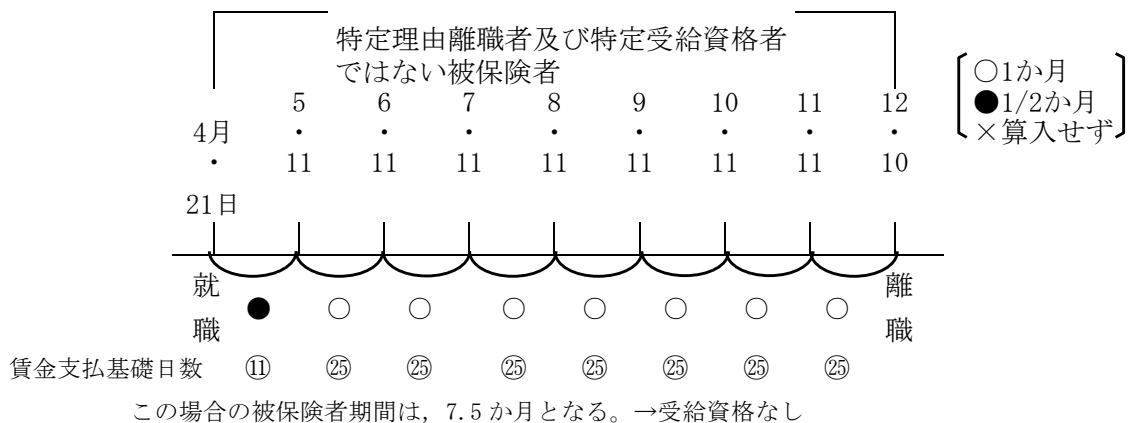 特定理由離職者及び特定受給資格者
ではない被保険者
○1か月
●1/2か月
×算入せず
4月・21日
5・11
6・11
7・11
8・11
9・11
10・11
11・11
12・10
就職
離職
● ○ ○ ○ ○ ○ ○ ○
賃金支払基礎日数 ⑪ ㉕ ㉕ ㉕ ㉕ ㉕ ㉕ ㉕
この場合の被保険者期間は，7.5か月となる。→受給資格なし